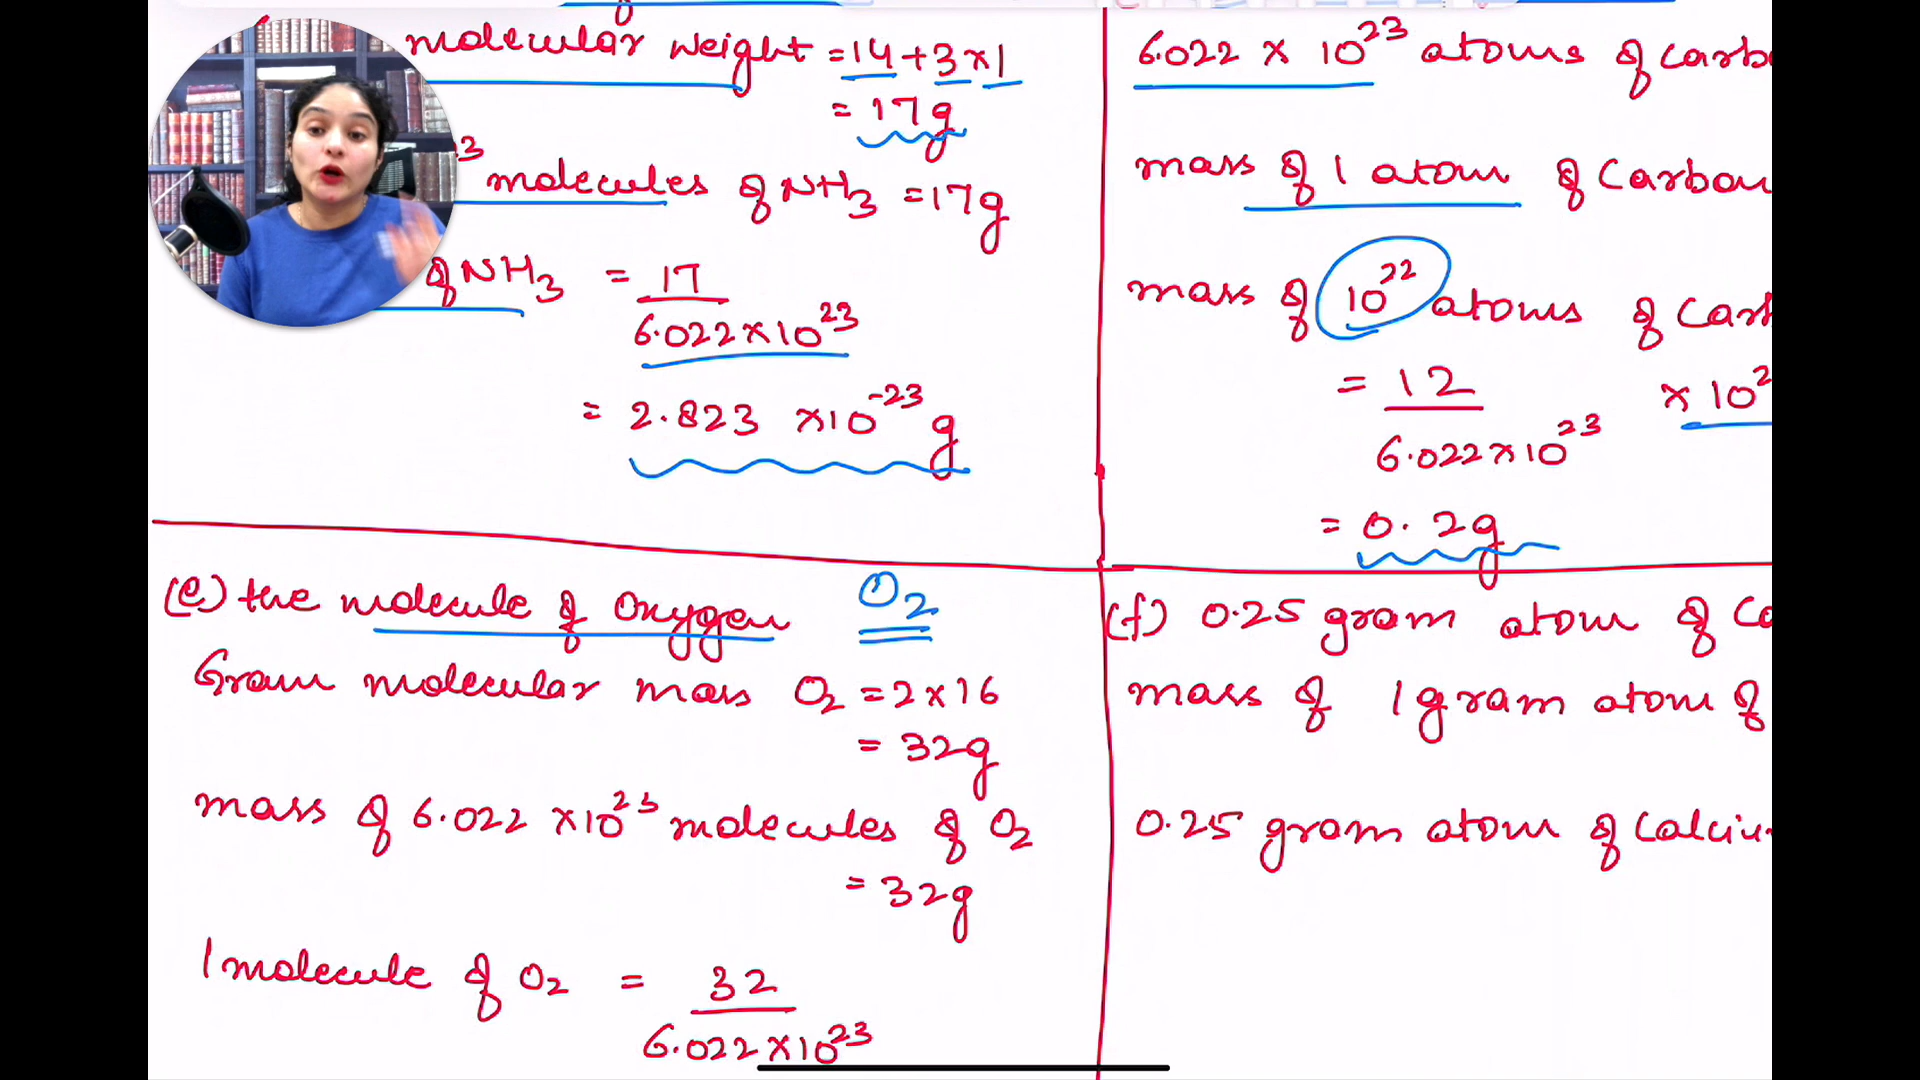 molecular weight = 14 + 3 × 1
= 17g
molecules of NH3 = 17g
of NH3 = 17
6.022 × 10^23
= 2.823 × 10^-23 g
6.022 × 10^23 atoms of carbo
mass of 1 atom of Carbon
mass of 10^22 atoms of Car
= 12 × 10^2
6.022 × 10^23
= 0.2g
(e) the molecule of Oxygen O2
Gram molecular mass O2 = 2 × 16
= 32g
mass of 6.022 × 10^23 molecules of O2
= 32g
1 molecule of O2 = 32
6.022 × 10^23
(f) 0.25 gram atom of Ca
mass of 1 gram atom of
0.25 gram atom of Calciu